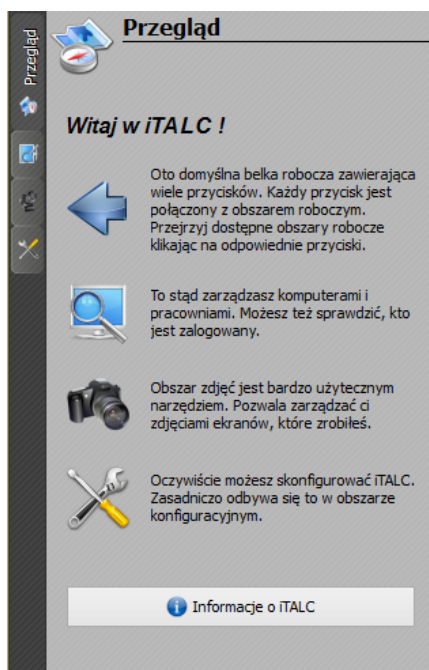 Przegląd
Przegląd
Witaj w iTALC !
Oto domyślna belka robocza zawierająca
wiele przycisków. Każdy przycisk jest
połączony z obszarem roboczym.
Przejrzyj dostępne obszary robocze
klikając na odpowiednie przyciski.
To stąd zarządzasz komputerami i
pracowniami. Możesz też sprawdzić, kto
jest zalogowany.
Obszar zdjęć jest bardzo użytecznym
narzędziem. Pozwala zarządzać ci
zdjęciami ekranów, które zrobiłeś.
Oczywiście możesz skonfigurować iTALC.
Zasadniczo odbywa się to w obszarze
konfiguracyjnym.
Informacje o iTALC